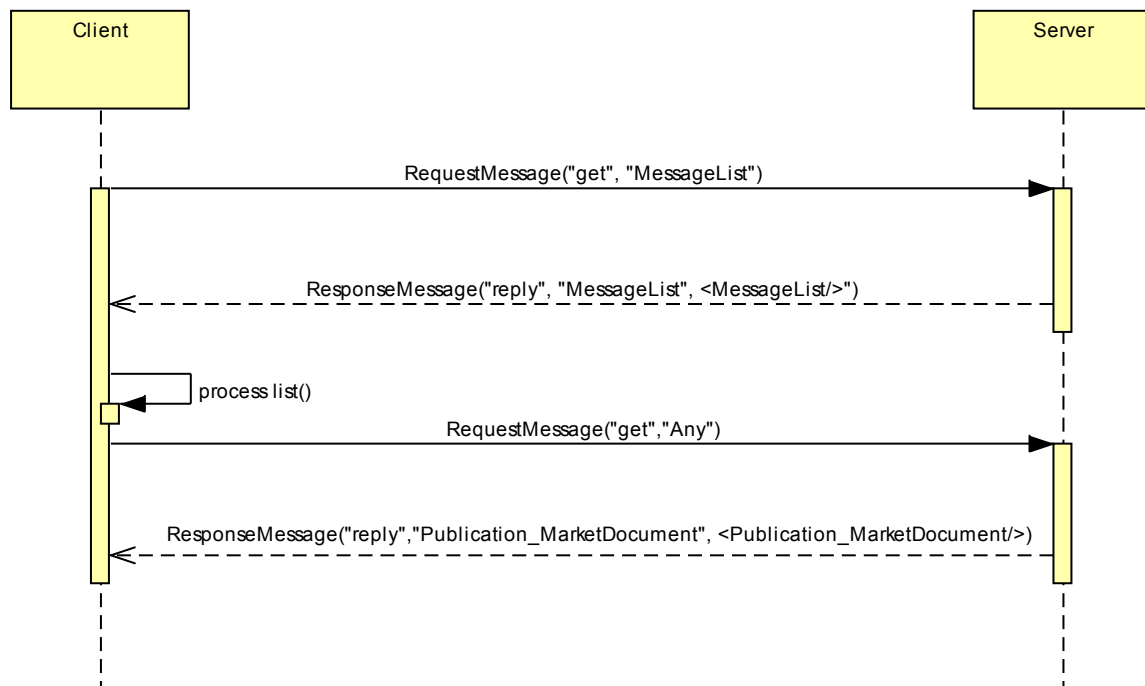 Client
Server
RequestMessage("get", "MessageList")
ResponseMessage("reply", "MessageList", <MessageList/>")
process list()
RequestMessage("get","Any")
ResponseMessage("reply","Publication_MarketDocument", <Publication_MarketDocument/>)